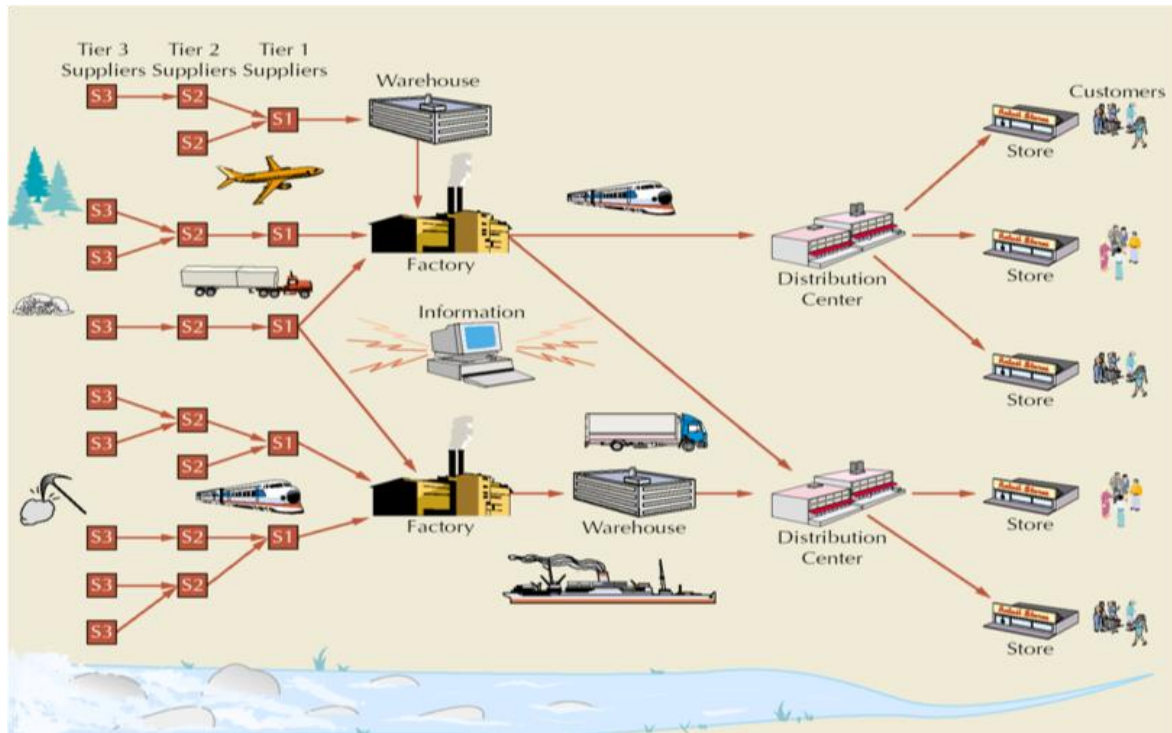 Tier 3 Tier 2 Tier 1
Suppliers Suppliers Suppliers
Warehouse
Customers
S3 S2
S1
S2
Store
S3
S2 S1
S3
Factory
Distribution
Center
Store
Information
S3 S2 S1
Store
S3
S2
S3 S1
S2
Factory
Warehouse
Distribution
Center
Store
S3 S2 S1
S3 S2
S3
Store